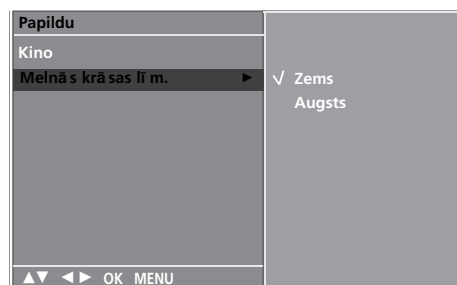 Papildu
Kino
Melnās krāsas līm. ►
√ Zems
Augsts
▲▼ ◄► OK MENU